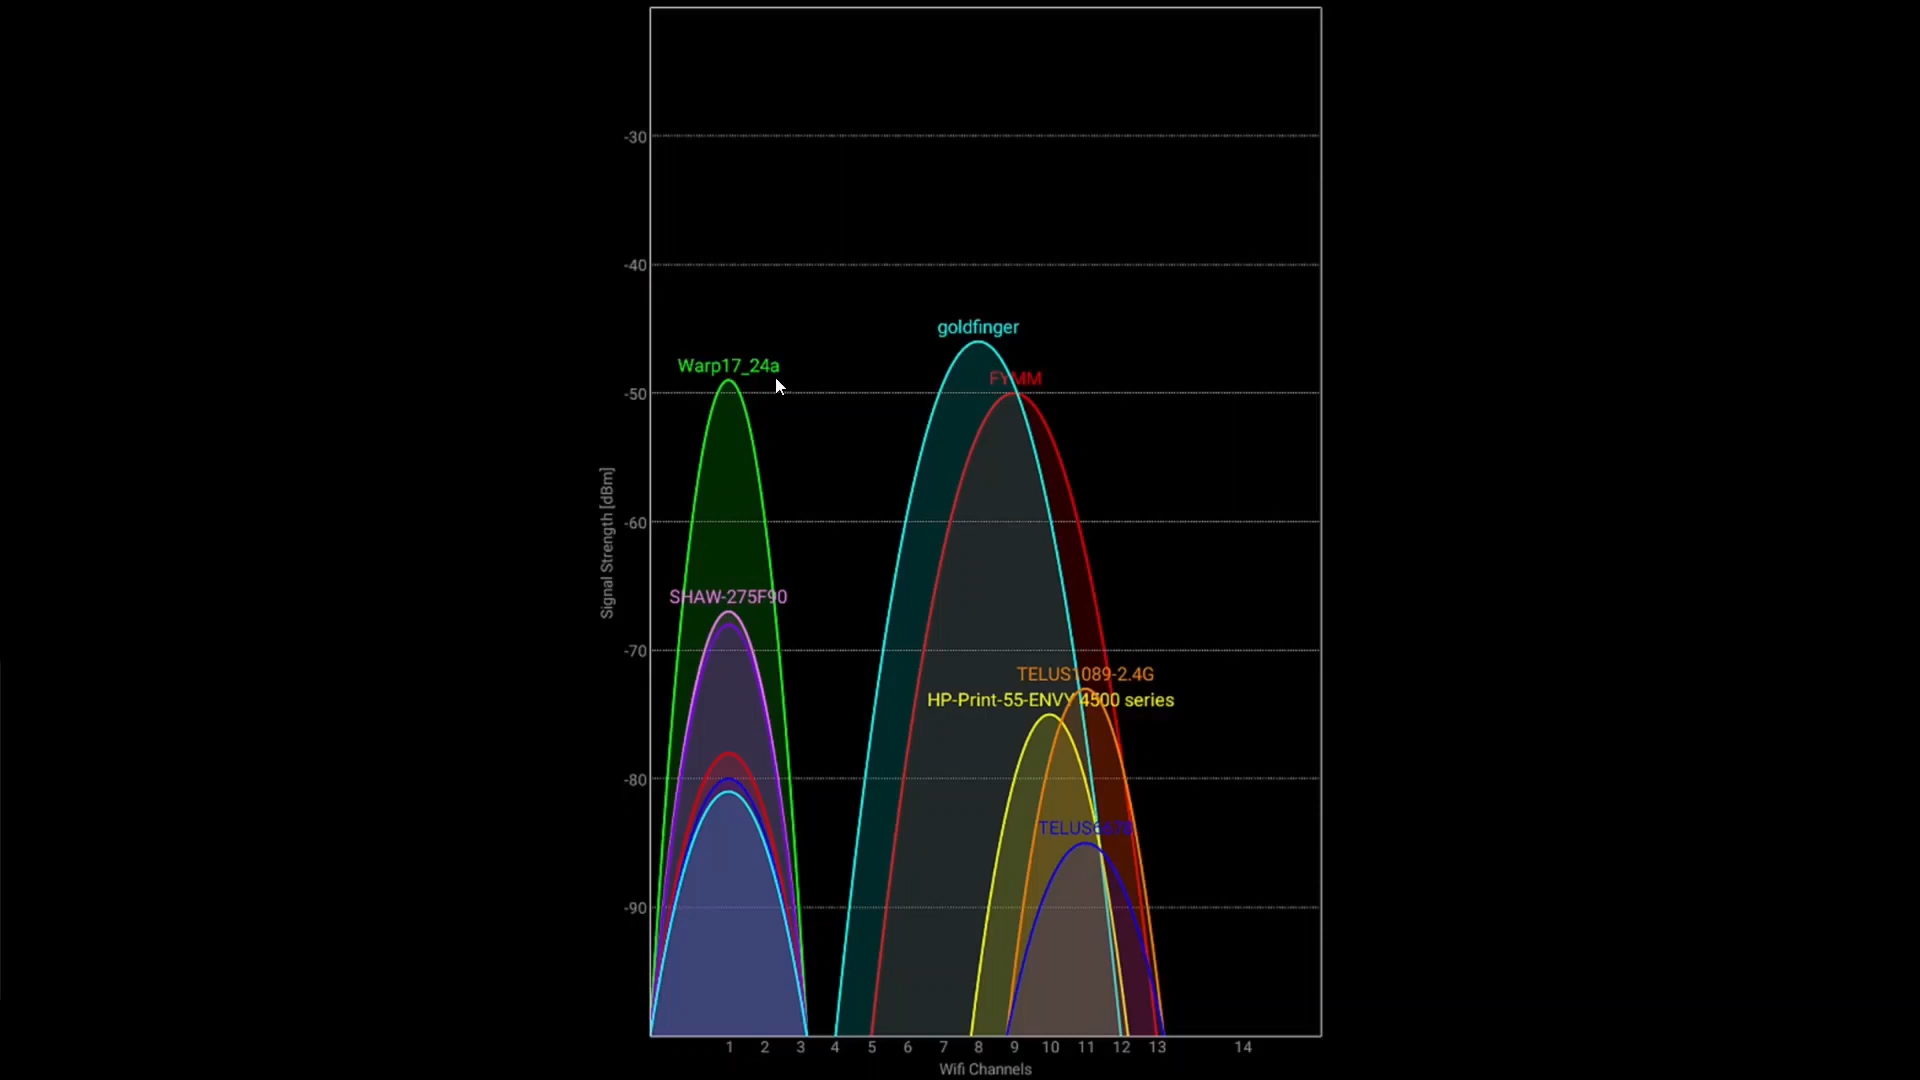 -30
-40
goldfinger
Warp17_24a
FYMM
-50
Signal Strength [dBm]
-60
SHAW-275F90
-70
TELUS1089-2.4G
HP-Print-55-ENVY 4500 series
-80
-90
1 2 3 4 5 6 7 8 9 10 11 12 13 14
Wifi Channels